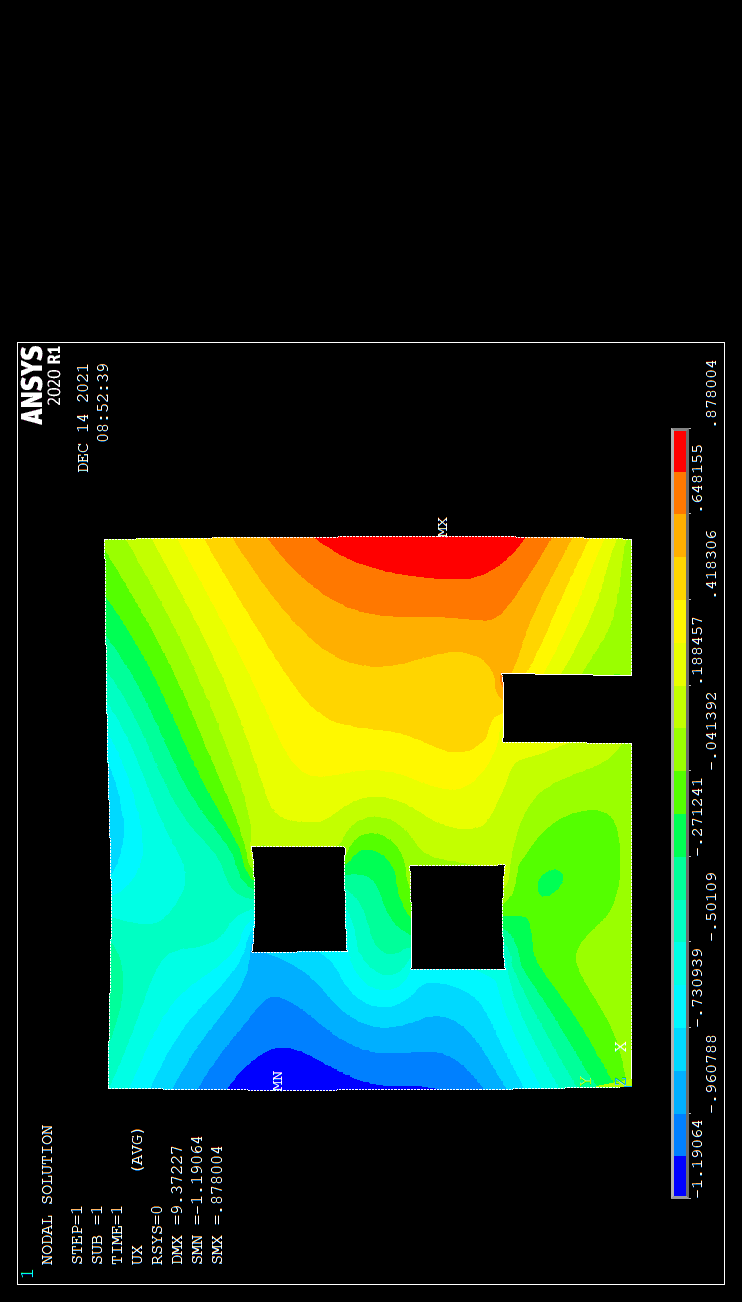 1
NODAL SOLUTION
STEP=1
SUB =1
TIME=1
UX (AVG)
RSYS=0
DMX =9.37227
SMN =-1.19064
SMX =.878004
ANSYS
2020 R1
DEC 14 2021
08:52:39
MN
MX
Y
Z
X
-1.19064
-.960788
-.730939
-.50109
-.271241
-.041392
.188457
.418306
.648155
.878004